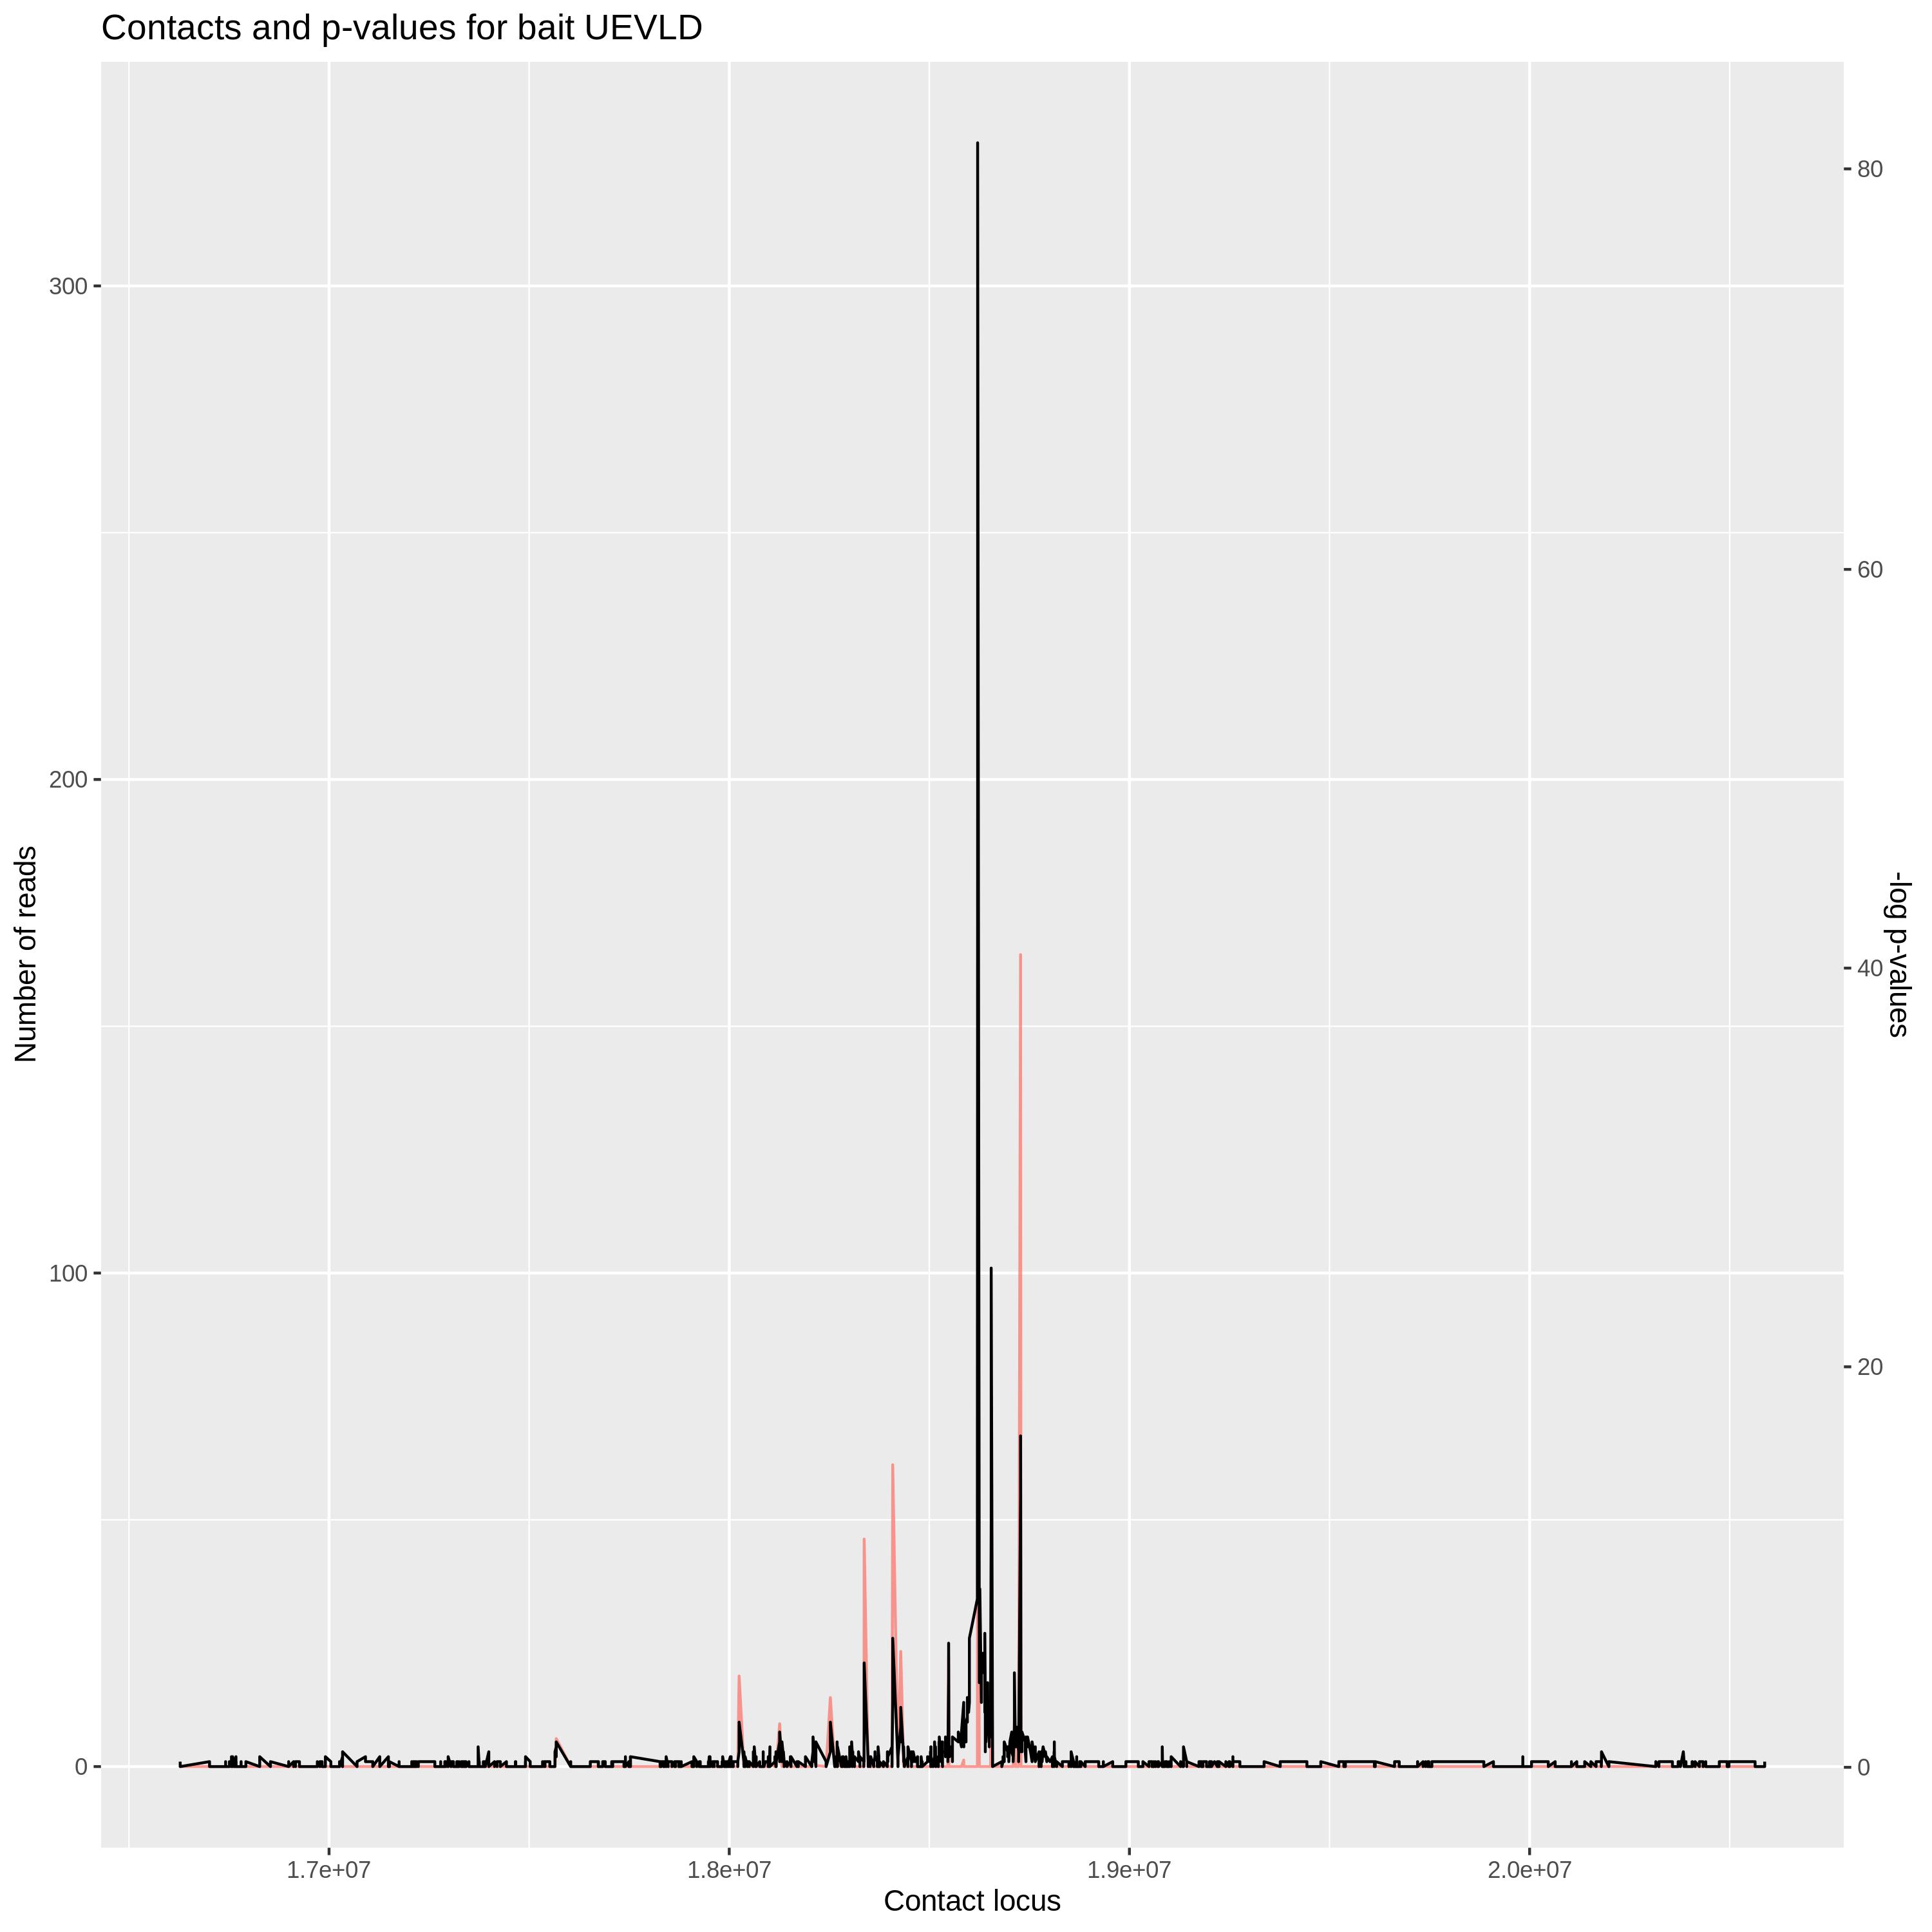 Contacts and p-values for bait UEVLD
Number of reads
300
200
100
0
80
60
40
20
0
-log p-values
1.7e+07
1.8e+07
1.9e+07
2.0e+07
Contact locus